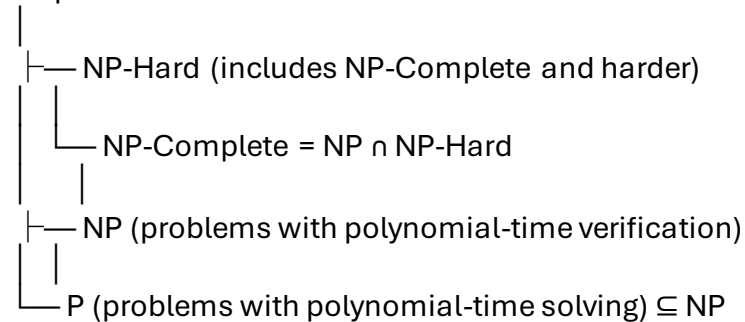 NP-Hard (includes NP-Complete and harder)
NP-Complete = NP ∩ NP-Hard
NP (problems with polynomial-time verification)
P (problems with polynomial-time solving) ⊆ NP